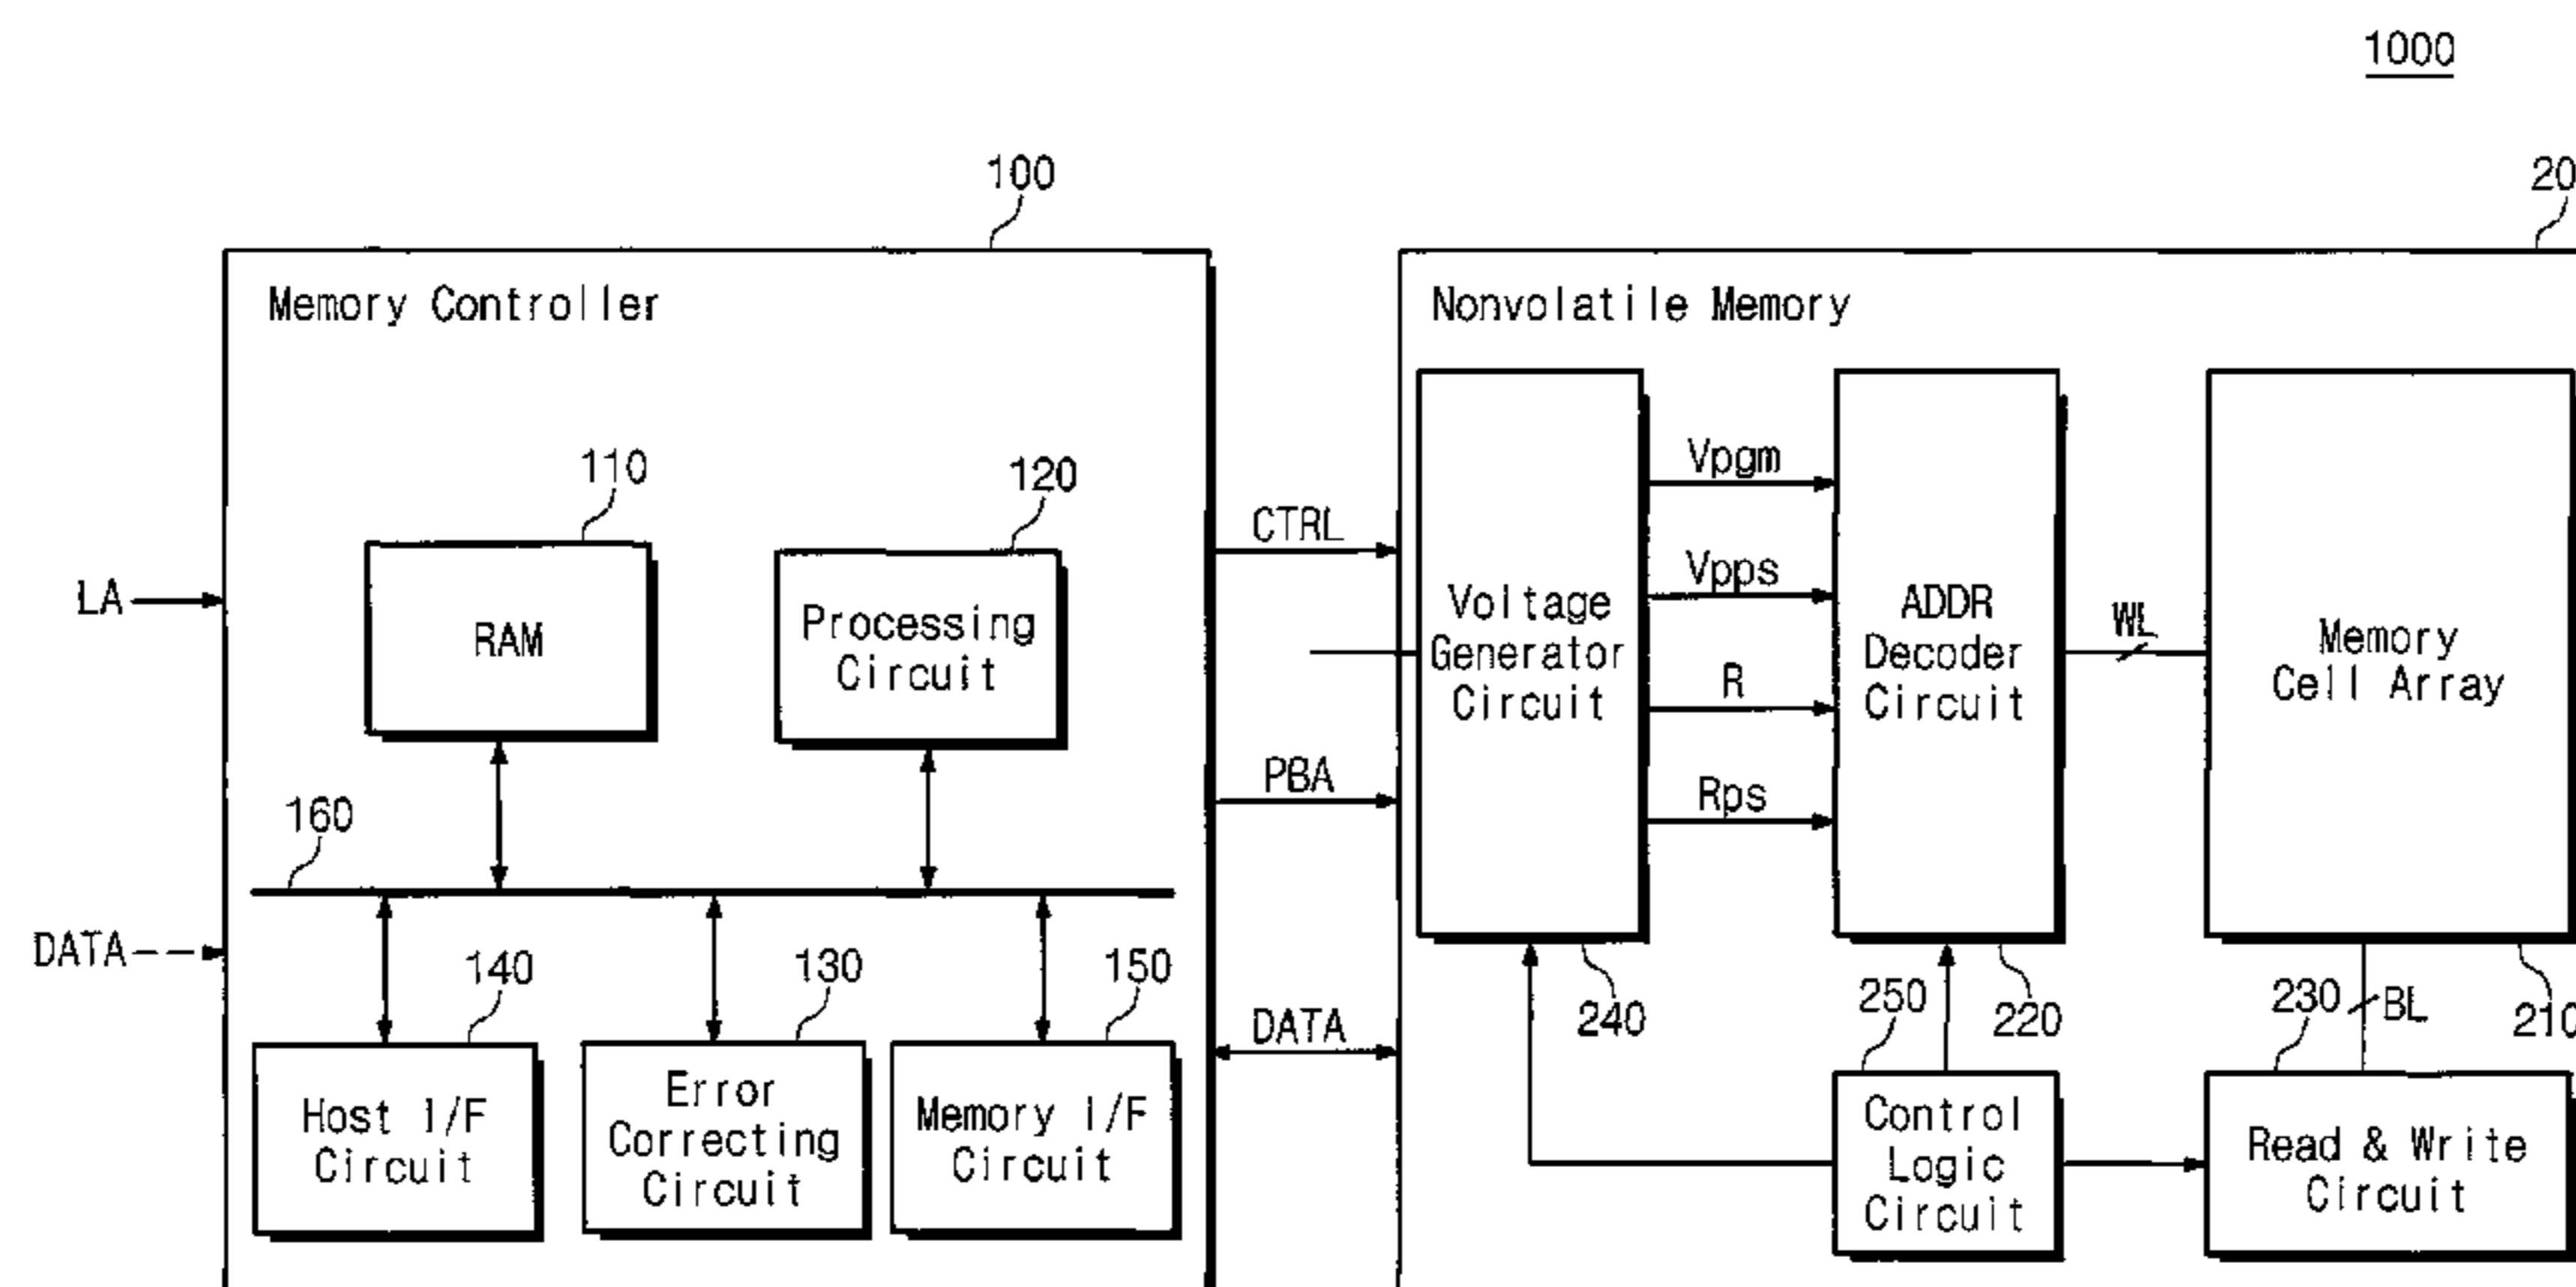 1000
100
20
Memory Controller
Nonvolatile Memory
110
120
RAM
Processing
Circuit
LA
DATA
160
140
130
150
Host I/F
Circuit
Error
Correcting
Circuit
Memory I/F
Circuit
CTRL
PBA
DATA
Voltage
Generator
Circuit
Vpgm
Vpps
R
Rps
ADDR
Decoder
Circuit
WL
Memory
Cell Array
240
250
220
230
BL
210
Control
Logic
Circuit
Read & Write
Circuit